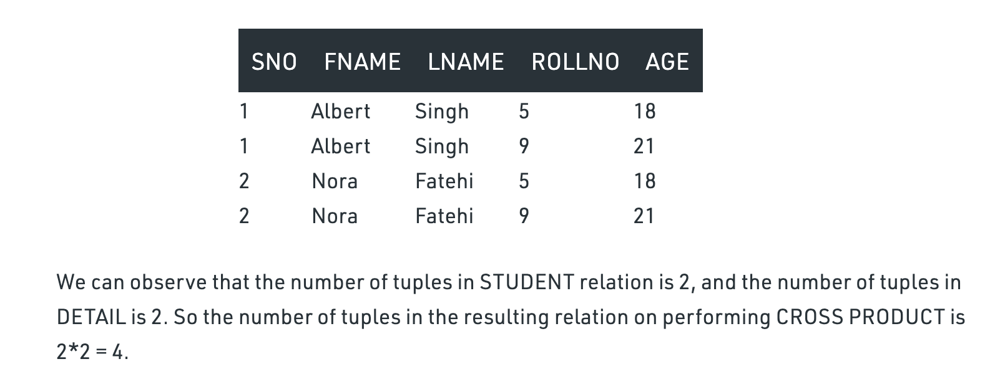 SNO FNAME LNAME ROLLNO AGE
1 Albert Singh 5 18
1 Albert Singh 9 21
2 Nora Fatehi 5 18
2 Nora Fatehi 9 21
We can observe that the number of tuples in STUDENT relation is 2, and the number of tuples in
DETAIL is 2. So the number of tuples in the resulting relation on performing CROSS PRODUCT is
2*2 = 4.